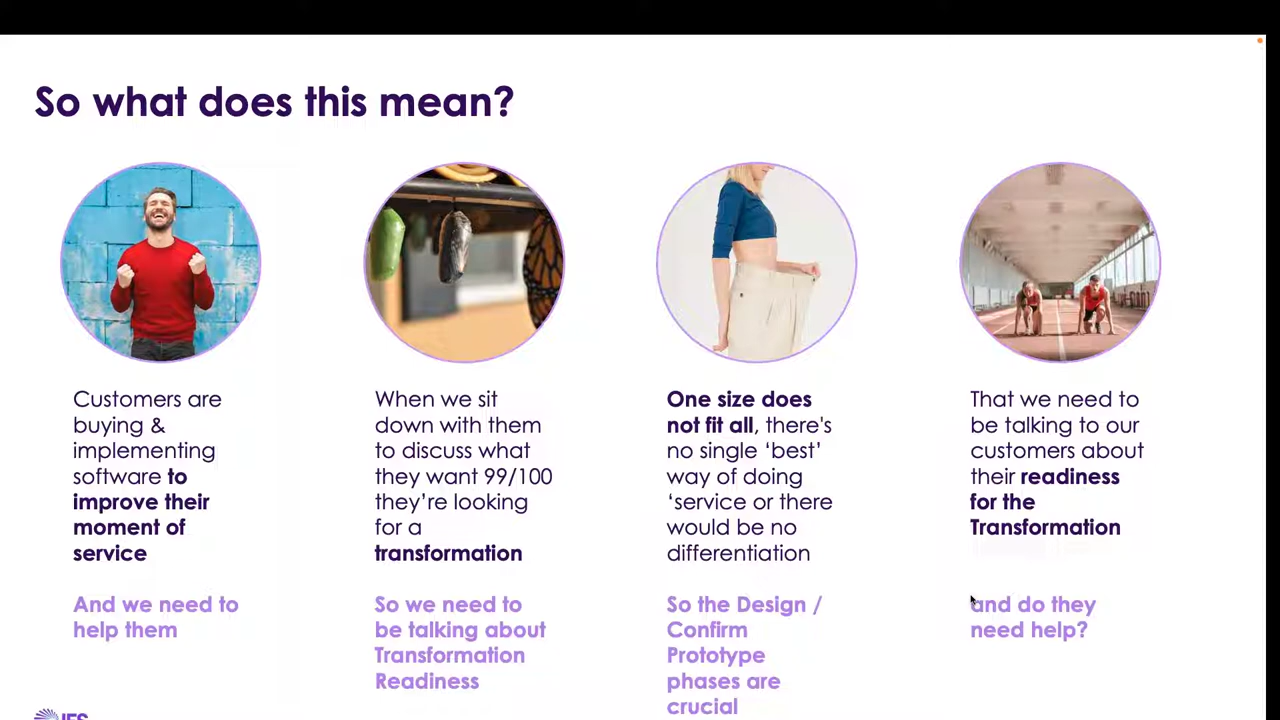 So what does this mean?
Customers are
buying &
implementing
software to
improve their
moment of
service
And we need to
help them
When we sit
down with them
to discuss what
they want 99/100
they’re looking
for a
transformation
So we need to
be talking about
Transformation
Readiness
One size does
not fit all, there's
no single ‘best’
way of doing
‘service or there
would be no
differentiation
So the Design /
Confirm
Prototype
phases are
crucial
That we need to
be talking to our
customers about
their readiness
for the
Transformation
and do they
need help?
IFS